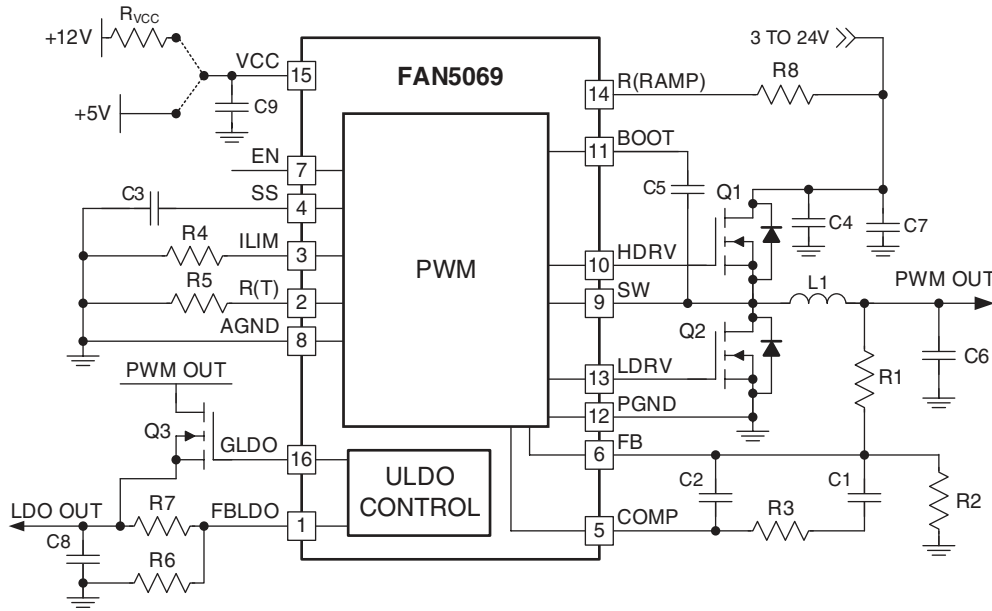 RVCC
+12V
3 TO 24V
VCC
15
FAN5069
R8
14
R(RAMP)
C9
+5V
BOOT
11
EN
7
C5
Q1
C3
SS
4
C4
C7
R4
ILIM
3
PWM
HDRV
10
R5
R(T)
2
SW
9
L1
PWM OUT
AGND
8
Q2
C6
R1
LDRV
13
PWM OUT
PGND
12
Q3
GLDO
16
FB
6
ULDO
CONTROL
C2
C1
R2
LDO OUT
R7
FBLDO
1
COMP
5
R3
C8
R6